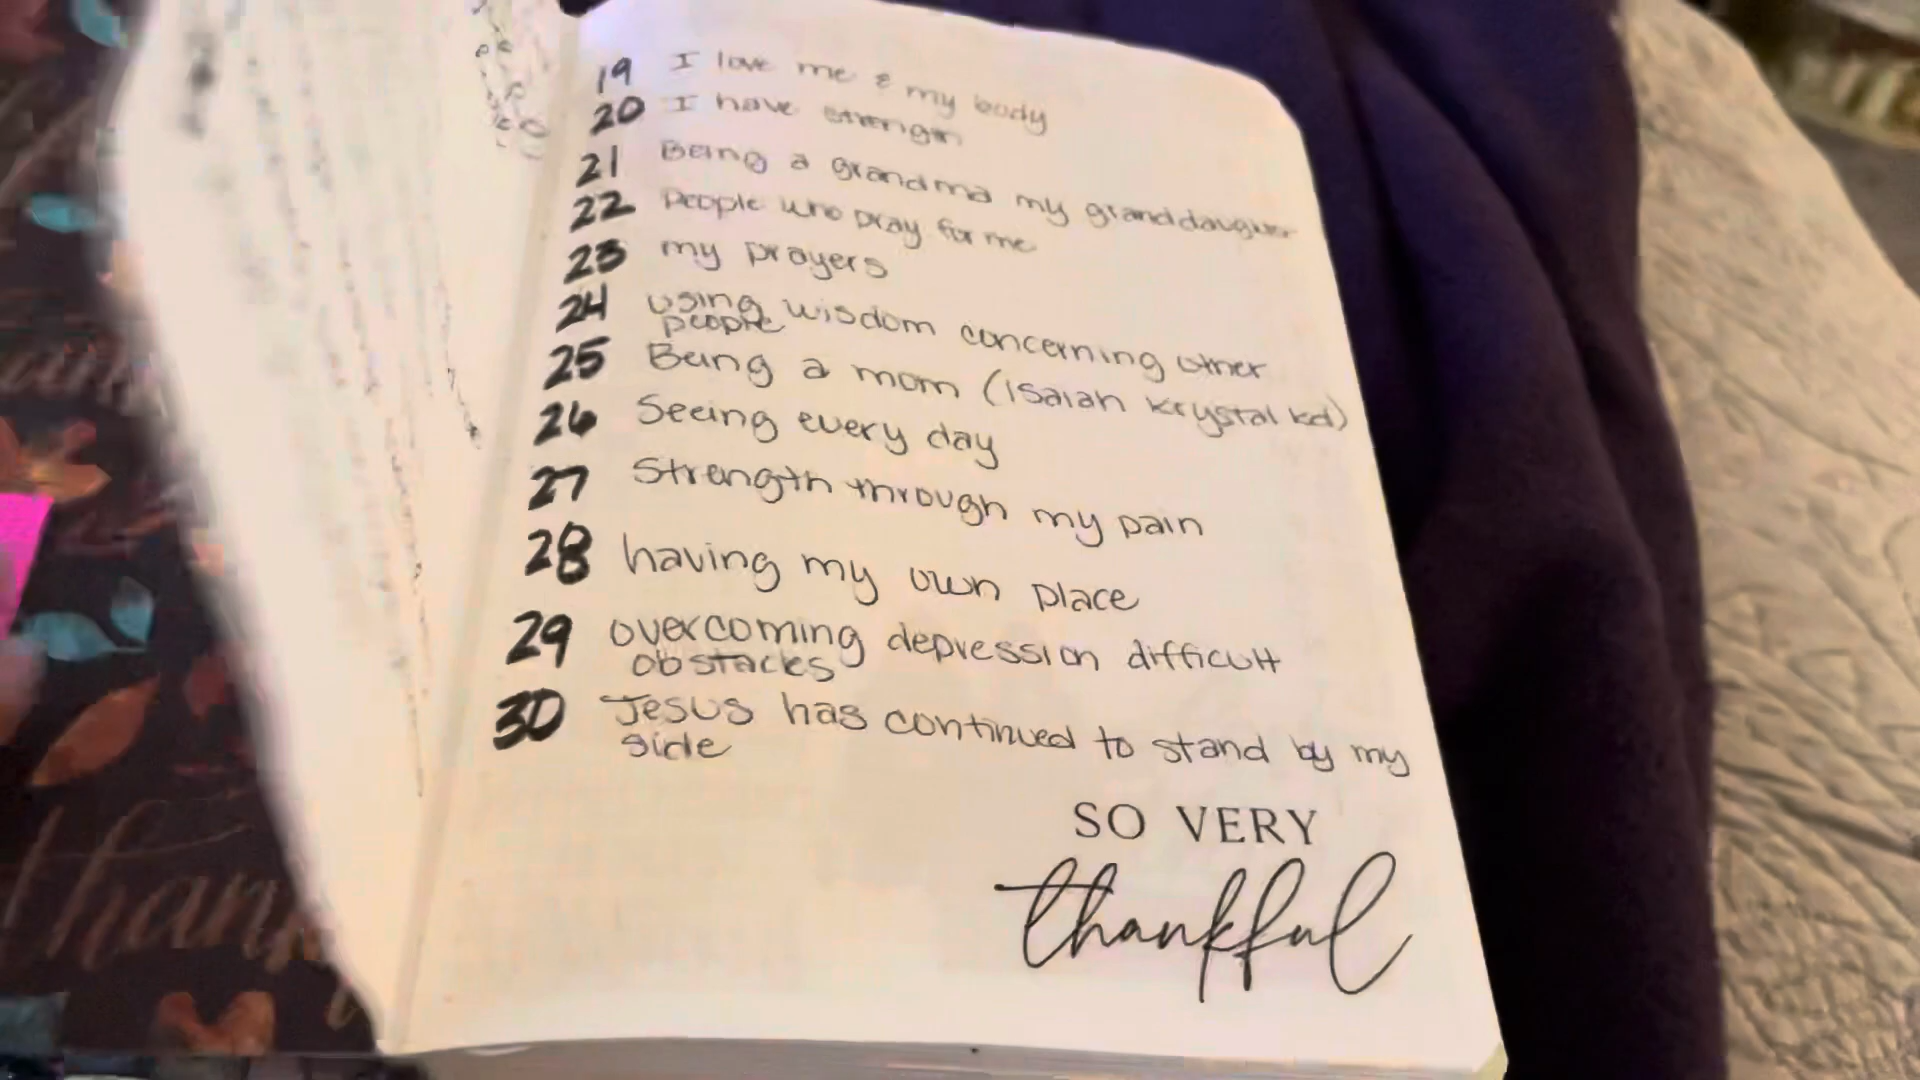 19 I love me & my body
20 I have strength
21 Being a grandma my granddaughter
22 People who pray for me
23 my prayers
24 using wisdom concerning other
people
25 Being a mom (Isaiah Krystal Kd)
26 Seeing every day
27 Strength through my pain
28 having my own place
29 overcoming depression difficult
obstacles
30 Jesus has continued to stand by my
side
SO VERY
thankful